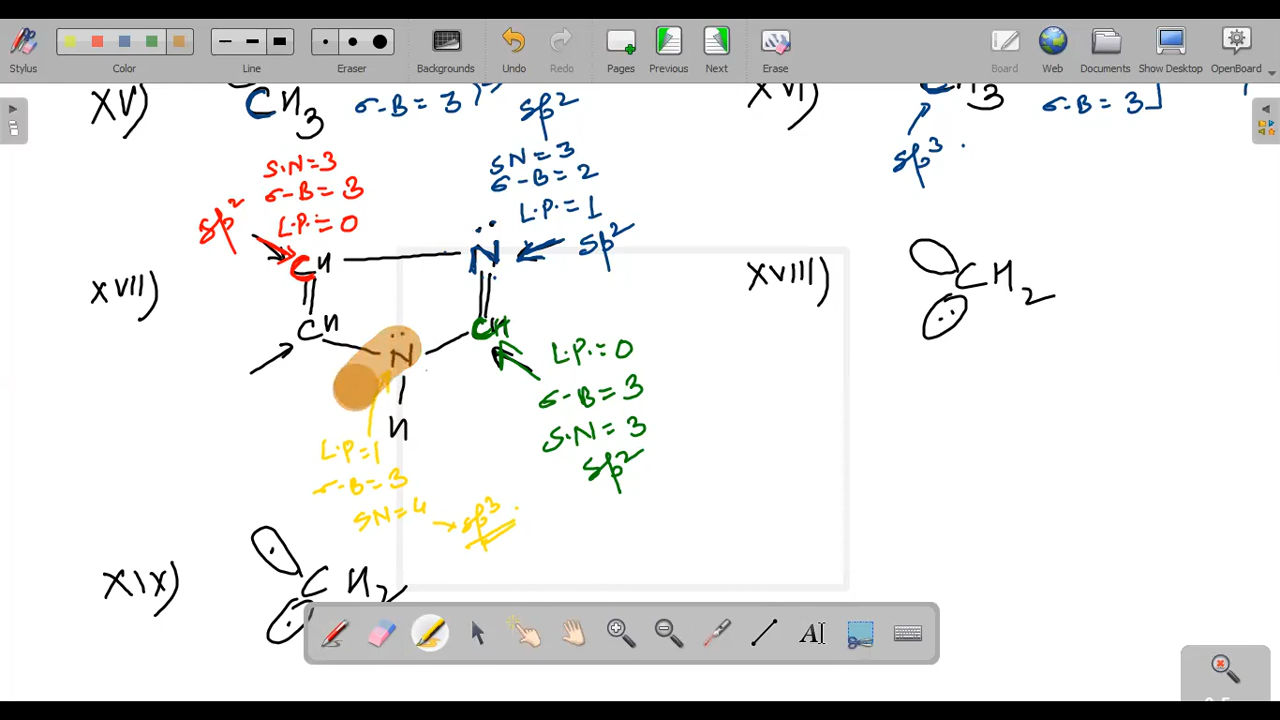 Stylus
Color
Line
Eraser
Backgrounds
Undo
Redo
Pages
Previous
Next
Erase
Board
Web
Documents
Show Desktop
OpenBoard
XV)
CH3
σ-B = 3
sp²
XVI)
CH3
σ-B = 3
sp³
S.N=3
σ-B = 3
L.P. = 0
sp²
SN = 3
σ-B = 2
L.P. = 1
sp²
XVII)
CH
N
CH
CH
N
H
L.P. = 0
σ-B = 3
S.N = 3
sp²
L.P=1
σ-B = 3
SN = 4
sp³
XVIII)
CH2
XIX)
CH2